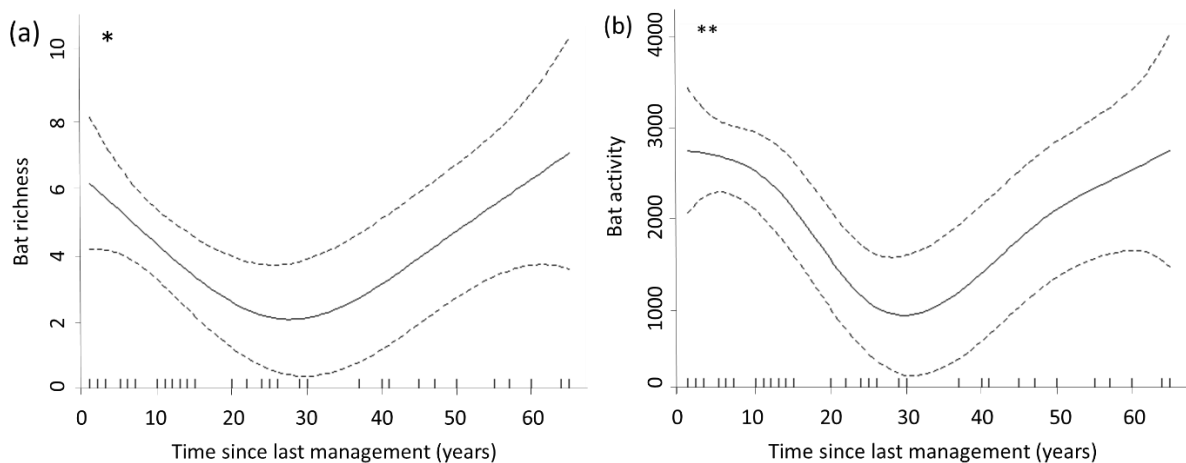 (a)
*
Bat richness
10
8
6
4
2
0
0 10 20 30 40 50 60
Time since last management (years)
(b)
**
Bat activity
4000
3000
2000
1000
0
0 10 20 30 40 50 60
Time since last management (years)